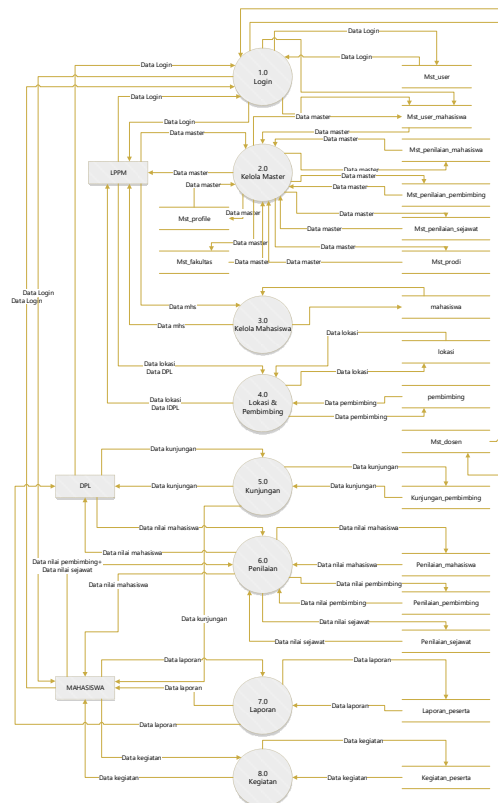 Data Login
Data Login
1.0
Login
Mst_user
Data Login
Data Login
Mst_user_mahasiswa
Data master
Data Login
Data master
Data master
Data master
2.0
Kelola Master
Mst_penilaian_mahasiswa
LPPM
Data master
Data master
Data master
Data master
Mst_penilaian_pembimbing
Mst_profile
Data master
Data master
Mst_penilaian_sejawat
Data master
Data master
Mst_fakultas
Data master
Data master
Mst_prodi
Data Login
Data Login
mahasiswa
3.0
Kelola Mahasiswa
Data mhs
Data mhs
Data lokasi
lokasi
Data lokasi
Data DPL
Data lokasi
4.0
Lokasi &
Pembimbing
pembimbing
Data lokasi
Data IDPL
Data pembimbing
Data pembimbing
Mst_dosen
Data kunjungan
Data kunjungan
5.0
Kunjungan
DPL
Data kunjungan
Data kunjungan
Kunjungan_pembimbing
Data nilai mahasiswa
Data nilai mahasiswa
Data nilai mahasiswa
6.0
Penilaian
Data nilai pembimbing+
Data nilai sejawat
Data nilai mahasiswa
Penilaian_mahasiswa
Data nilai mahasiswa
Data nilai pembimbing
Data nilai pembimbing
Penilaian_pembimbing
Data kunjungan
Data nilai sejawat
Data nilai sejawat
Penilaian_sejawat
Data laporan
Data laporan
MAHASISWA
Data laporan
7.0
Laporan
Data laporan
Laporan_peserta
Data laporan
Data kegiatan
Data kegiatan
8.0
Kegiatan
Data kegiatan
Data kegiatan
Kegiatan_peserta